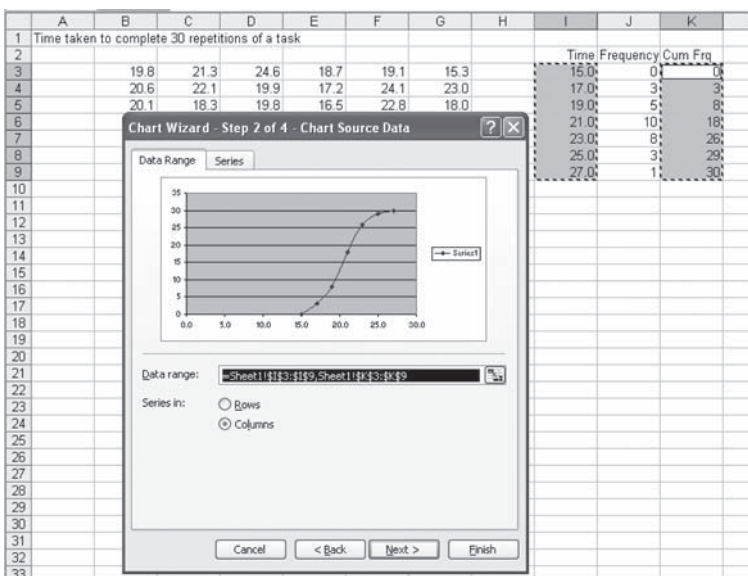 A B C D E F G H I J K
1 Time taken to complete 30 repetitions of a task
2 Time Frequency Cum Frq
3 19.8 21.3 24.6 18.7 19.1 15.3 15.0 0 0
4 20.6 22.1 19.9 17.2 24.1 23.0 17.0 3 3
5 20.1 18.3 19.8 16.5 22.8 18.0 19.0 5 8
6 21.0 10 18
7 23.0 8 26
8 25.0 3 29
9 27.0 1 30
10
11
12
13
14
15
16
17
18
19
20
21
22
23
24
25
26
27
28
29
30
31
32
33
Chart Wizard - Step 2 of 4 - Chart Source Data
Data Range Series
35
30
25
20
15
10
5
0
0.0 5.0 10.0 15.0 20.0 25.0 30.0
Series1
Data range: =Sheet1!$I$3:$I$9,Sheet1!$K$3:$K$9
Series in: Rows
Columns
Cancel < Back Next > Finish